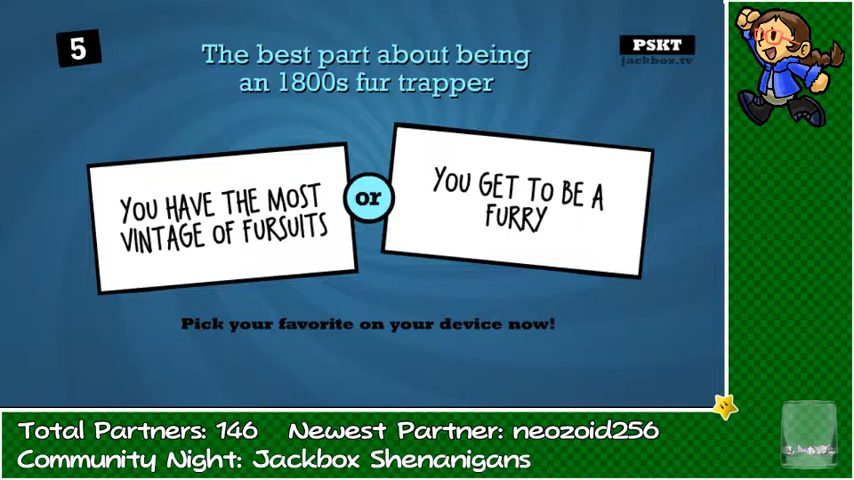 5
The best part about being
an 1800s fur trapper
PSKT
jackbox.tv
YOU HAVE THE MOST
VINTAGE OF FURSUITS
or
YOU GET TO BE A
FURRY
Pick your favorite on your device now!
Total Partners: 146 Newest Partner: neozoid256
Community Night: Jackbox Shenanigans